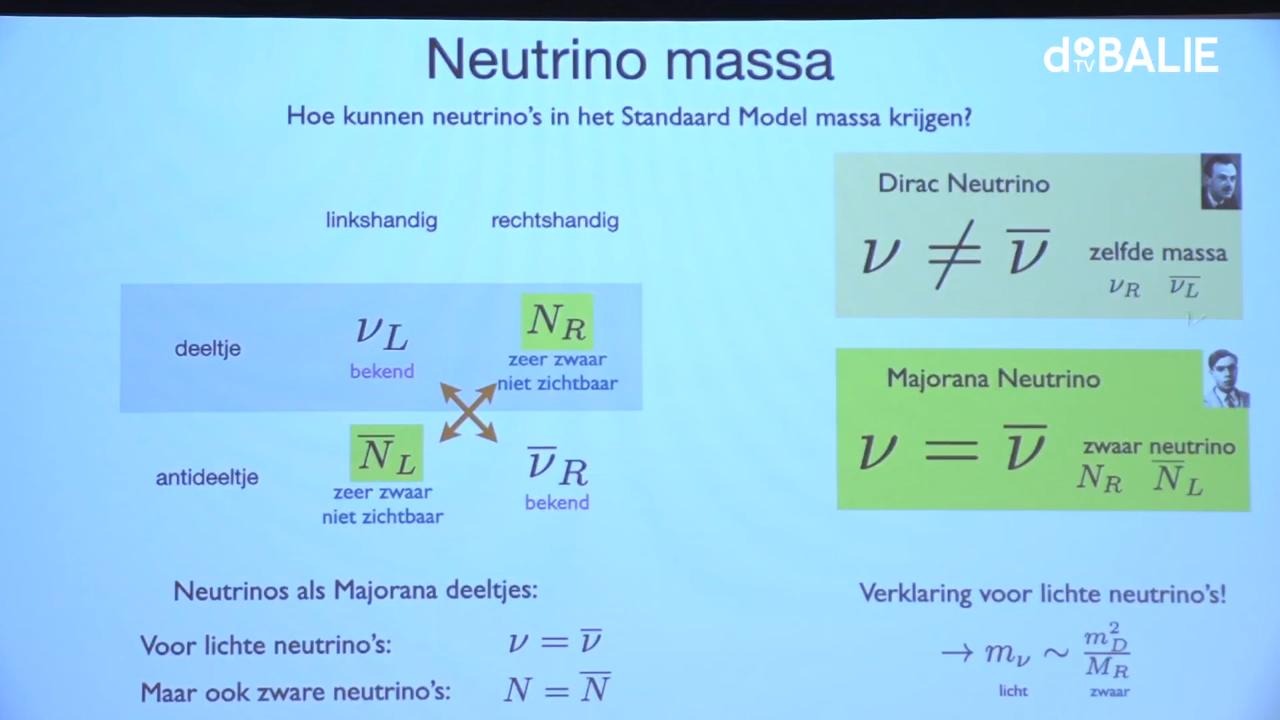 Neutrino massa
doBALIE
TV
Hoe kunnen neutrino's in het Standaard Model massa krijgen?
linkshandig rechtshandig
deeltje
ν_L
bekend
N_R
zeer zwaar
niet zichtbaar
antideeltje
N̅_L
zeer zwaar
niet zichtbaar
ν̅_R
bekend
Dirac Neutrino
ν ≠ ν̅
zelfde massa
ν_R ν̅_L
Majorana Neutrino
ν = ν̅
zwaar neutrino
N_R N̅_L
Neutrinos als Majorana deeltjes:
Voor lichte neutrino's: ν = ν̅
Maar ook zware neutrino's: N = N̅
Verklaring voor lichte neutrino's!
→ m_ν ~ m_D^2 / M_R
licht zwaar